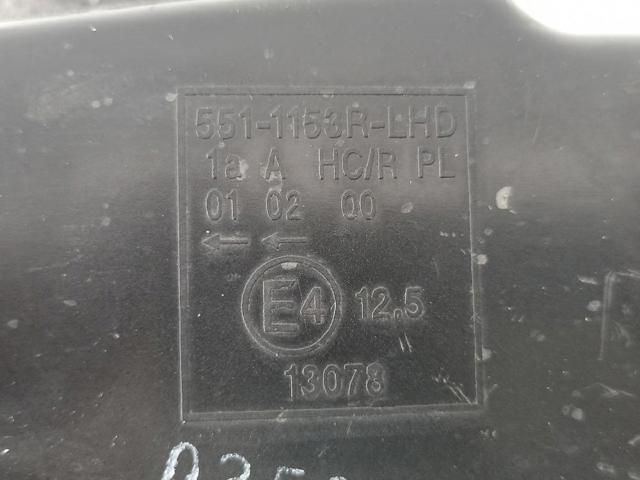 551-1153R-LHD
1a A HC/R PL
01 02 00
← ←
E4 12,5
13078